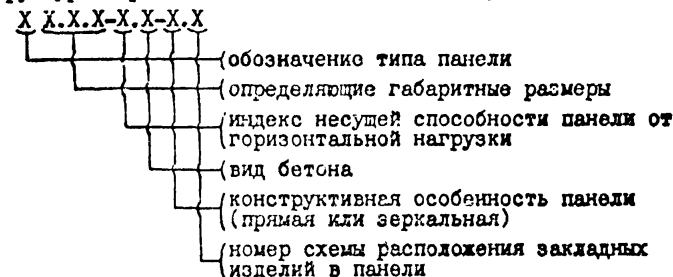 X X.X.X-X.X-X.X
обозначение типа панели
определяющие габаритные размеры
индекс несущей способности панели от
горизонтальной нагрузки
вид бетона
конструктивная особенность панели
(прямая или зеркальная)
номер схемы расположения закладных
изделий в панели